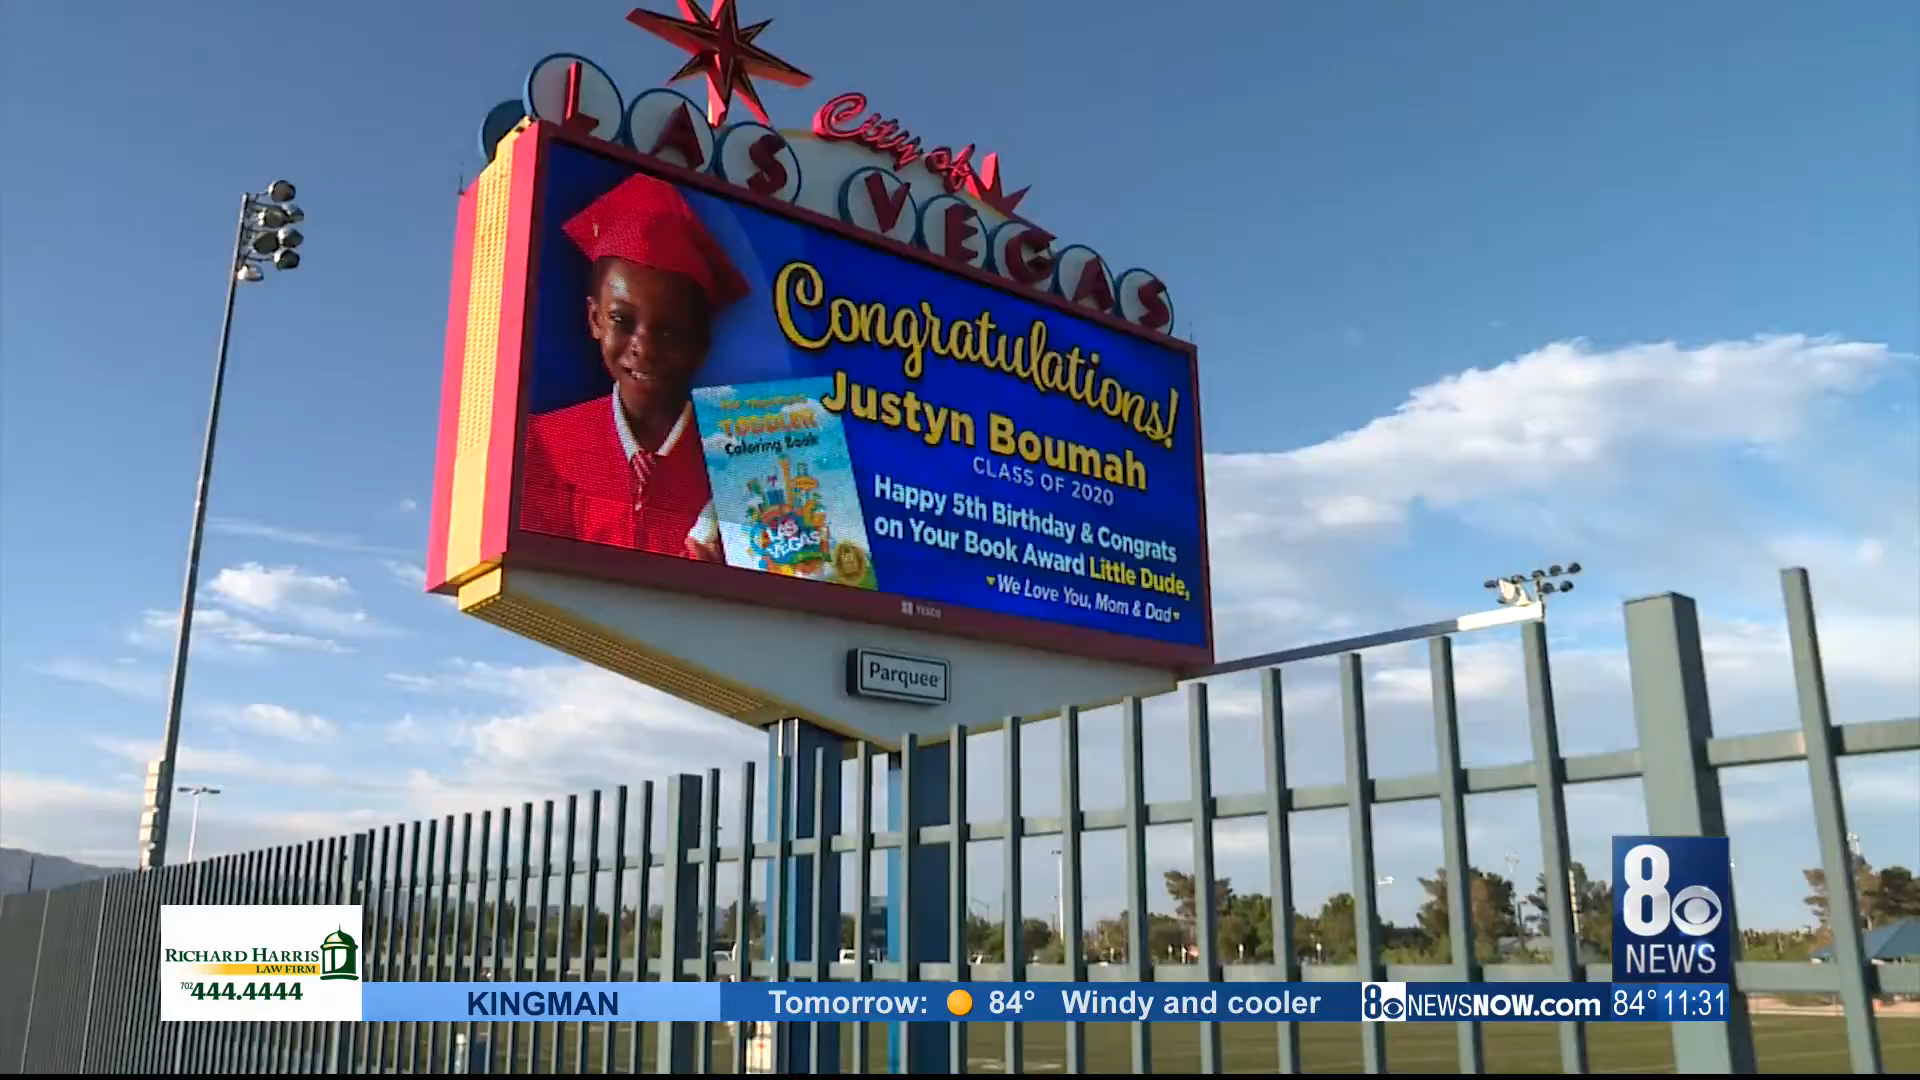 City of
LAS VEGAS
Congratulations!
Justyn Boumah
CLASS OF 2020
Happy 5th Birthday & Congrats
on Your Book Award Little Dude,
We Love You, Mom & Dad
TODDLER
Coloring Book
LAS
VEGAS
YESCO
Parquee
8
NEWS
RICHARD HARRIS
LAW FIRM
702 444.4444
KINGMAN
Tomorrow: 84° Windy and cooler
8 NEWSNOW.com 84° 11:31